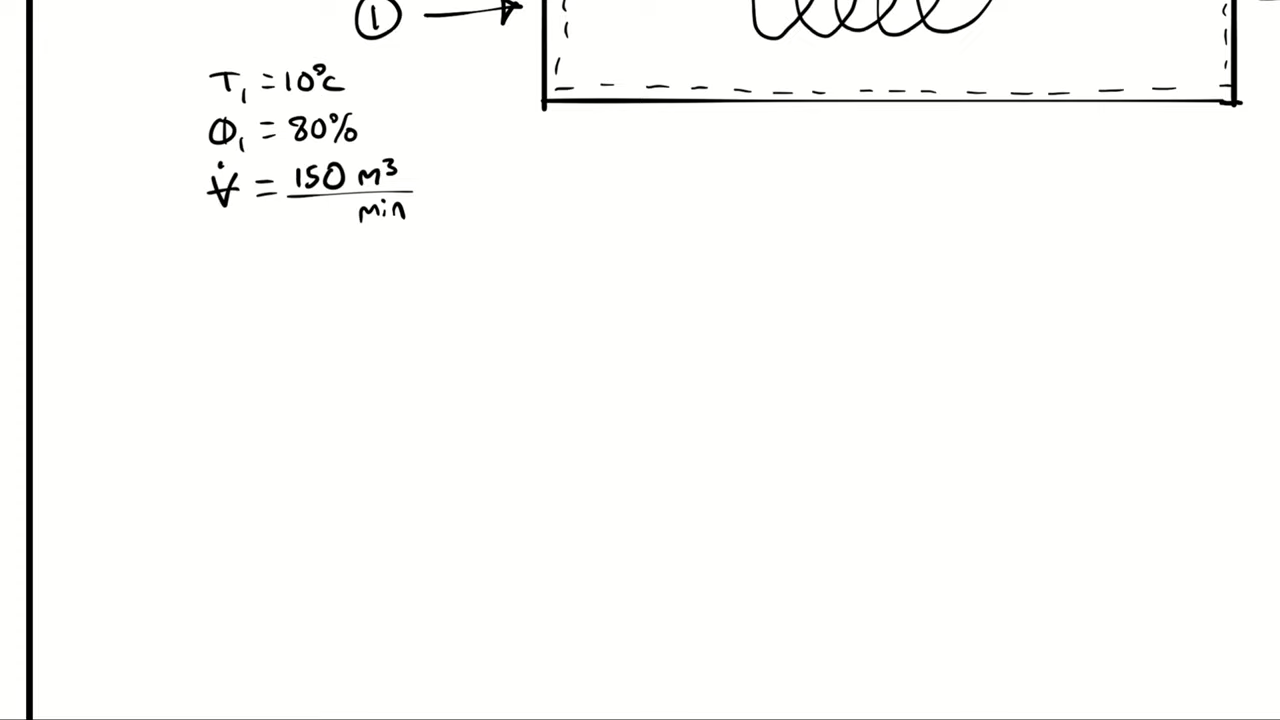 ①
T₁ = 10°C
Φ₁ = 80%
V̇ = 150 m³
min